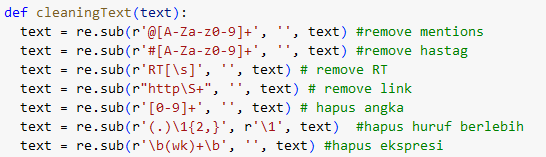 def cleaningText(text):
  text = re.sub(r'@[A-Za-z0-9]+', '', text) #remove mentions
  text = re.sub(r'#[A-Za-z0-9]+', '', text) #remove hastag
  text = re.sub(r'RT[\s]', '', text) # remove RT
  text = re.sub(r"http\S+", '', text) # remove link
  text = re.sub(r'[0-9]+', '', text) # hapus angka
  text = re.sub(r'(.)\1{2,}', r'\1', text)  #hapus huruf berlebih
  text = re.sub(r'\b(wk)+\b', '', text) #hapus ekspresi